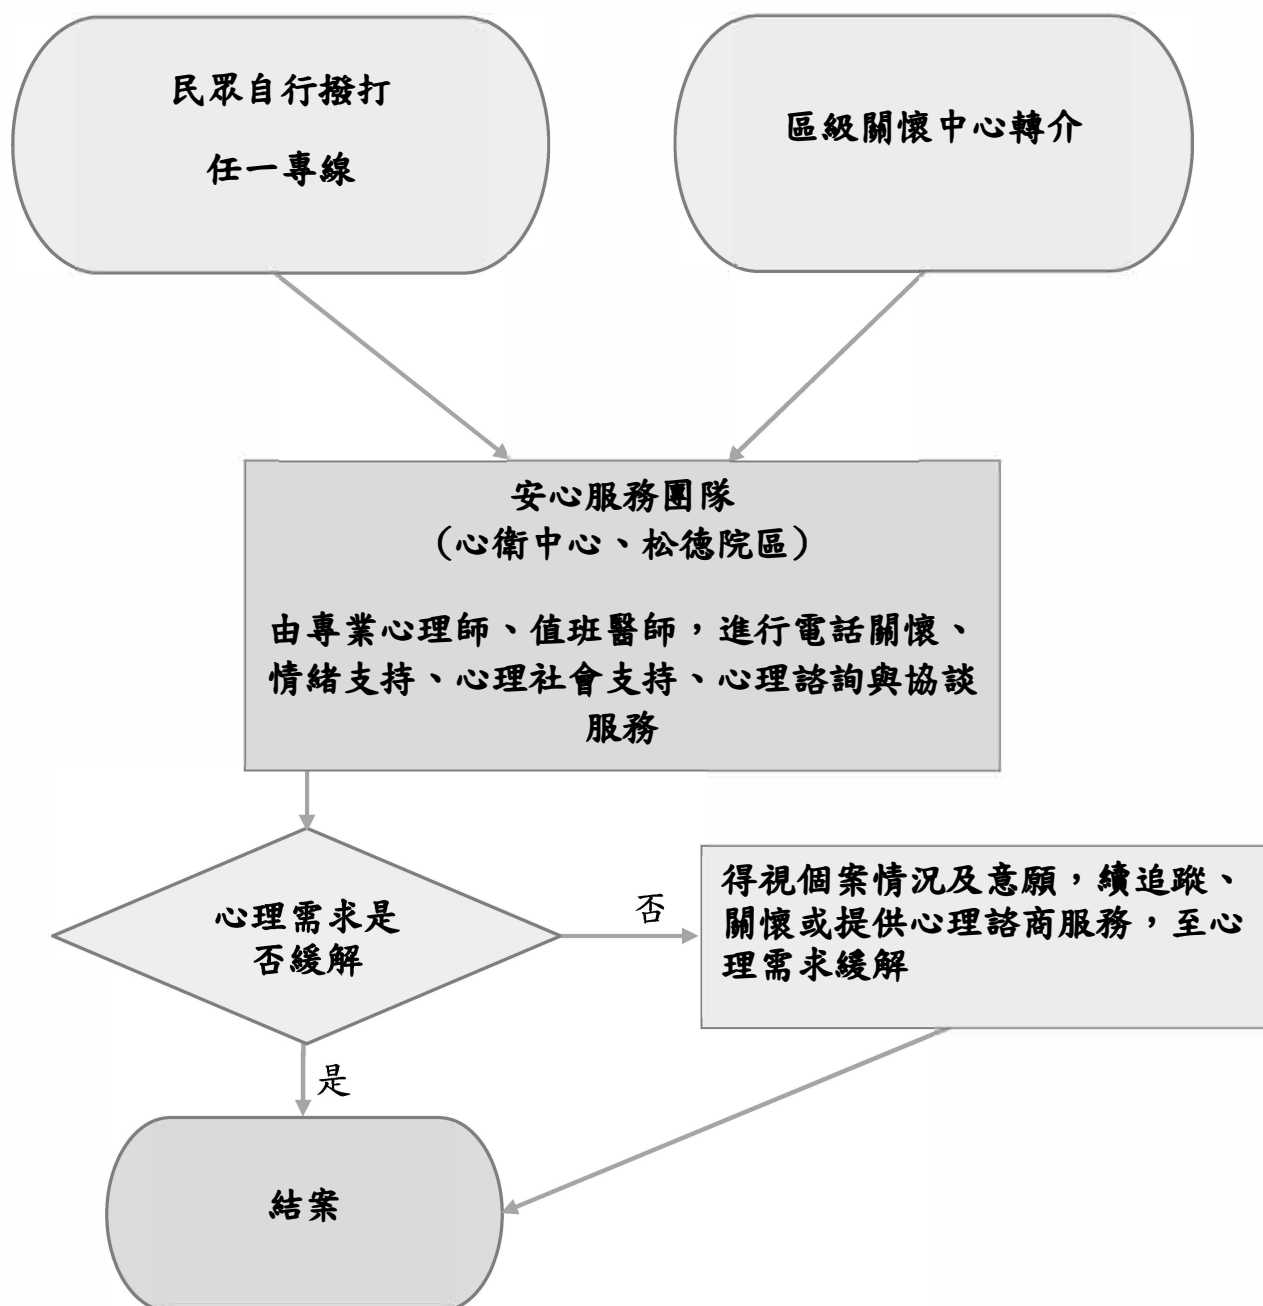 民眾自行撥打
任一專線
區級關懷中心轉介
安心服務團隊
(心衛中心、松德院區)
由專業心理師、值班醫師，進行電話關懷、
情緒支持、心理社會支持、心理諮詢與協談
服務
心理需求是
否緩解
否
得視個案情況及意願，續追蹤、
關懷或提供心理諮商服務，至心
理需求緩解
是
結案